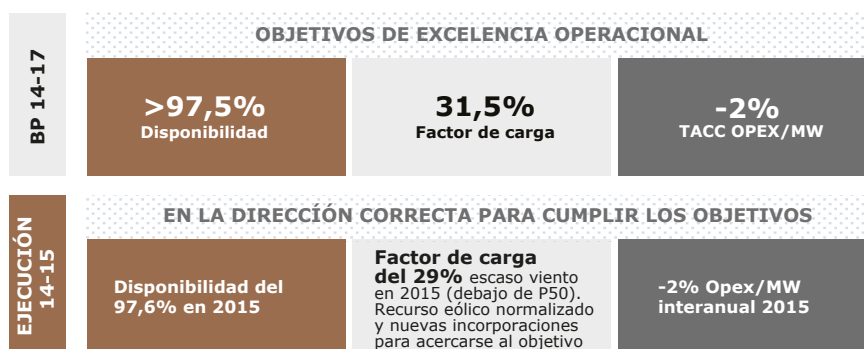 BP 14-17
OBJETIVOS DE EXCELENCIA OPERACIONAL
>97,5%
Disponibilidad
31,5%
Factor de carga
-2%
TACC OPEX/MW
EJECUCIÓN
14-15
EN LA DIRECCÍÓN CORRECTA PARA CUMPLIR LOS OBJETIVOS
Disponibilidad del
97,6% en 2015
Factor de carga
del 29% escaso viento
en 2015 (debajo de P50).
Recurso eólico normalizado
y nuevas incorporaciones
para acercarse al objetivo
-2% Opex/MW
interanual 2015